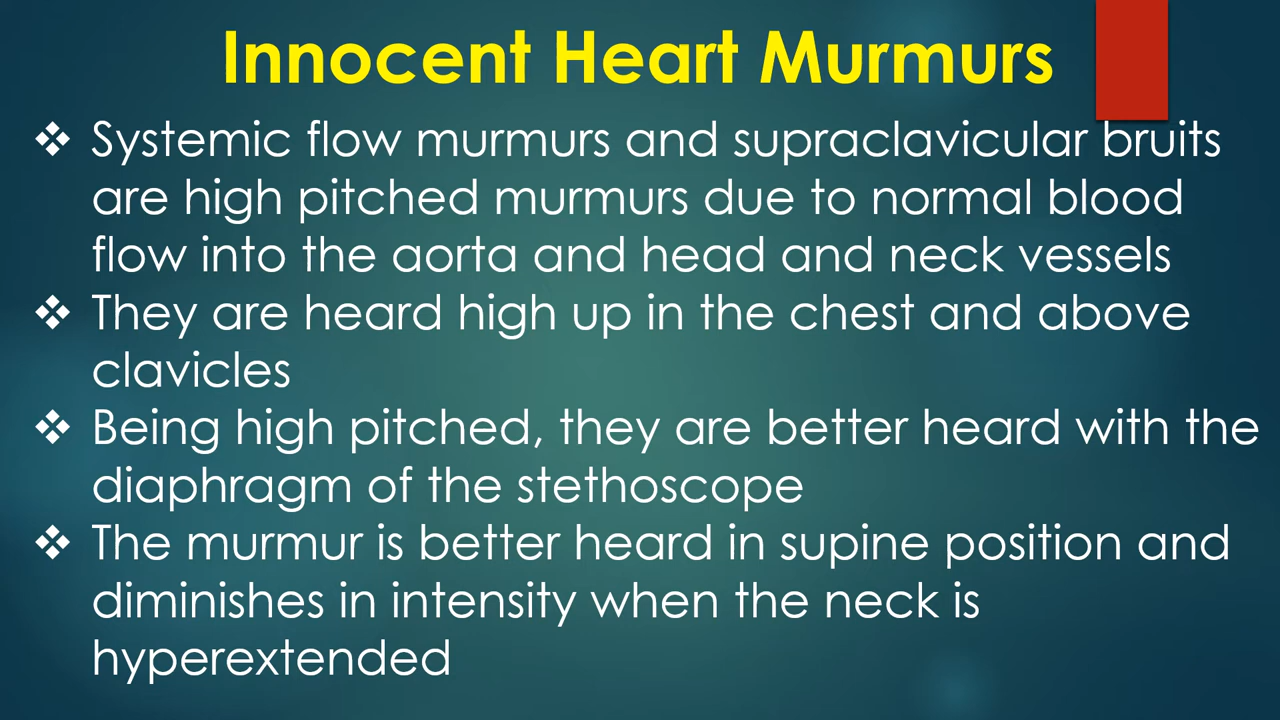 Innocent Heart Murmurs
❖ Systemic flow murmurs and supraclavicular bruits
are high pitched murmurs due to normal blood
flow into the aorta and head and neck vessels
❖ They are heard high up in the chest and above
clavicles
❖ Being high pitched, they are better heard with the
diaphragm of the stethoscope
❖ The murmur is better heard in supine position and
diminishes in intensity when the neck is
hyperextended